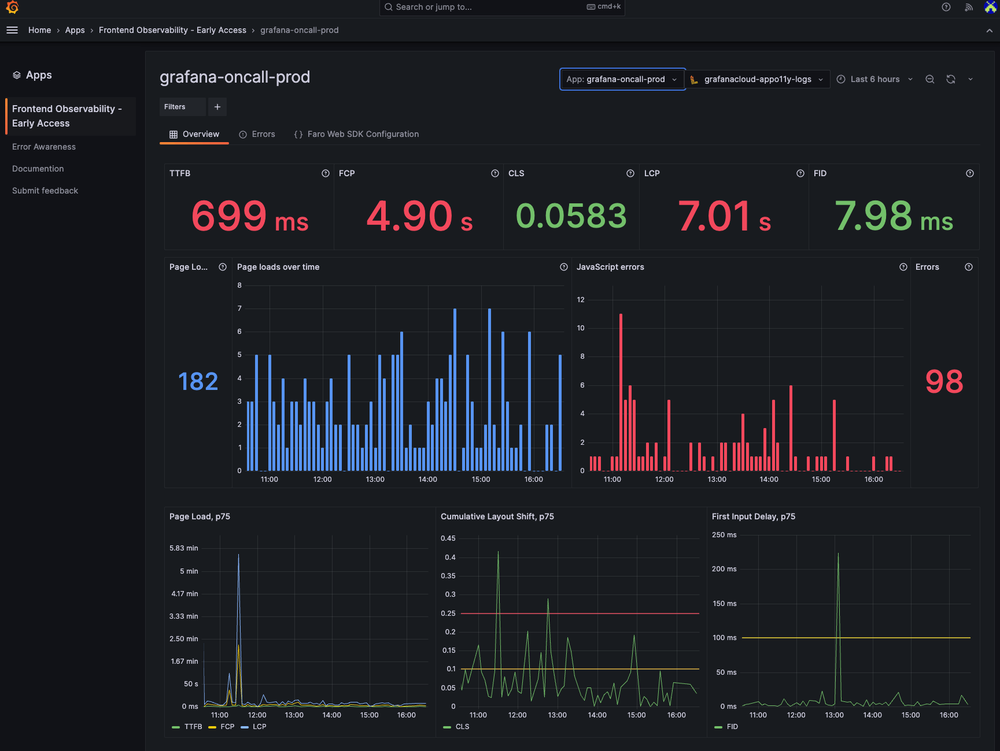 Search or jump to...
cmd+k
Home › Apps › Frontend Observability - Early Access › grafana-oncall-prod
Apps
Frontend Observability -
Early Access
Error Awareness
Documention
Submit feedback
grafana-oncall-prod
App: grafana-oncall-prod
grafanacloud-appo11y-logs
Last 6 hours
Filters
+
Overview
Errors
Faro Web SDK Configuration
TTFB
699 ms
FCP
4.90 s
CLS
0.0583
LCP
7.01 s
FID
7.98 ms
Page Lo...
182
Page loads over time
8
7
6
5
4
3
2
1
0
11:00 12:00 13:00 14:00 15:00 16:00
JavaScript errors
12
10
8
6
4
2
0
11:00 12:00 13:00 14:00 15:00 16:00
Errors
98
Page Load, p75
5.83 min
5 min
4.17 min
3.33 min
2.50 min
1.67 min
50 s
0 ms
11:00 12:00 13:00 14:00 15:00 16:00
TTFB FCP LCP
Cumulative Layout Shift, p75
0.45
0.4
0.35
0.3
0.25
0.2
0.15
0.1
0.05
0
11:00 12:00 13:00 14:00 15:00 16:00
CLS
First Input Delay, p75
250 ms
200 ms
150 ms
100 ms
50 ms
0 ms
11:00 12:00 13:00 14:00 15:00 16:00
FID